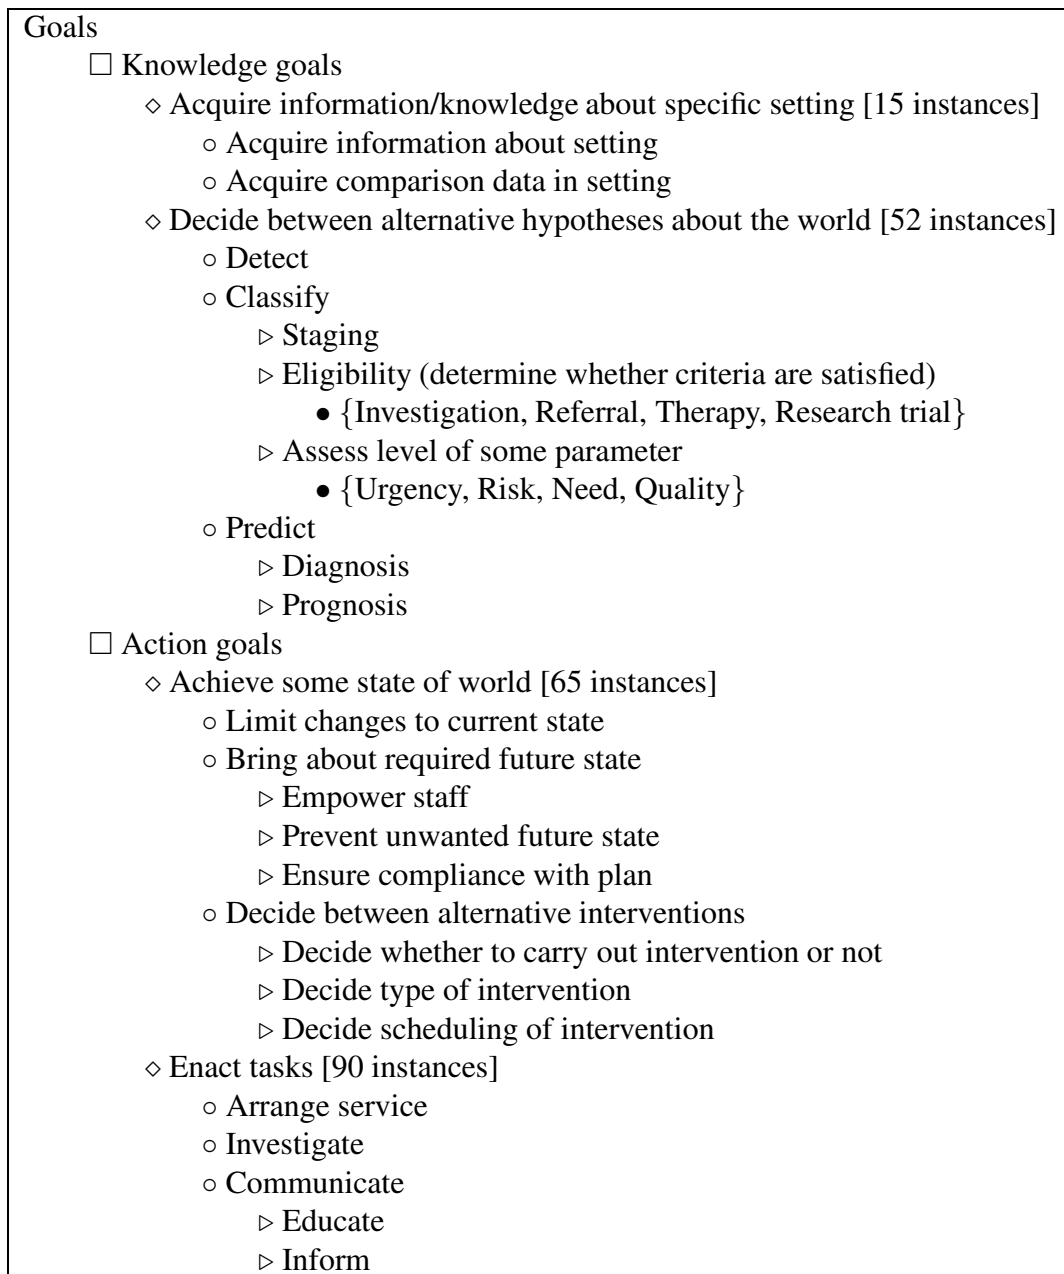 Goals
□ Knowledge goals
⋄ Acquire information/knowledge about specific setting [15 instances]
○ Acquire information about setting
○ Acquire comparison data in setting
⋄ Decide between alternative hypotheses about the world [52 instances]
○ Detect
○ Classify
▷ Staging
▷ Eligibility (determine whether criteria are satisfied)
• {Investigation, Referral, Therapy, Research trial}
▷ Assess level of some parameter
• {Urgency, Risk, Need, Quality}
○ Predict
▷ Diagnosis
▷ Prognosis
□ Action goals
⋄ Achieve some state of world [65 instances]
○ Limit changes to current state
○ Bring about required future state
▷ Empower staff
▷ Prevent unwanted future state
▷ Ensure compliance with plan
○ Decide between alternative interventions
▷ Decide whether to carry out intervention or not
▷ Decide type of intervention
▷ Decide scheduling of intervention
⋄ Enact tasks [90 instances]
○ Arrange service
○ Investigate
○ Communicate
▷ Educate
▷ Inform